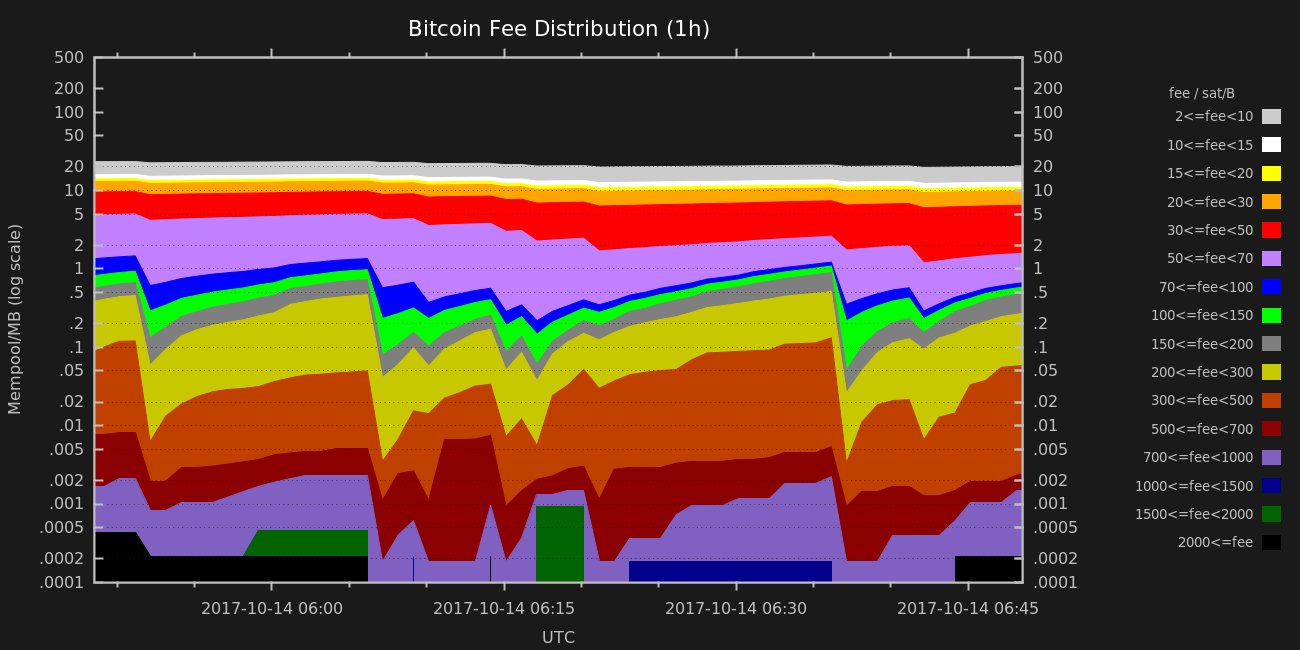 Bitcoin Fee Distribution (1h)
500
200
100
50
20
10
5
2
1
.5
.2
.1
.05
.02
.01
.005
.002
.001
.0005
.0002
.0001
Mempool/MB (log scale)
500
200
100
50
20
10
5
2
1
.5
.2
.1
.05
.02
.01
.005
.002
.001
.0005
.0002
.0001
2017-10-14 06:00 2017-10-14 06:15 2017-10-14 06:30 2017-10-14 06:45
UTC
fee / sat/B
2<=fee<10
10<=fee<15
15<=fee<20
20<=fee<30
30<=fee<50
50<=fee<70
70<=fee<100
100<=fee<150
150<=fee<200
200<=fee<300
300<=fee<500
500<=fee<700
700<=fee<1000
1000<=fee<1500
1500<=fee<2000
2000<=fee